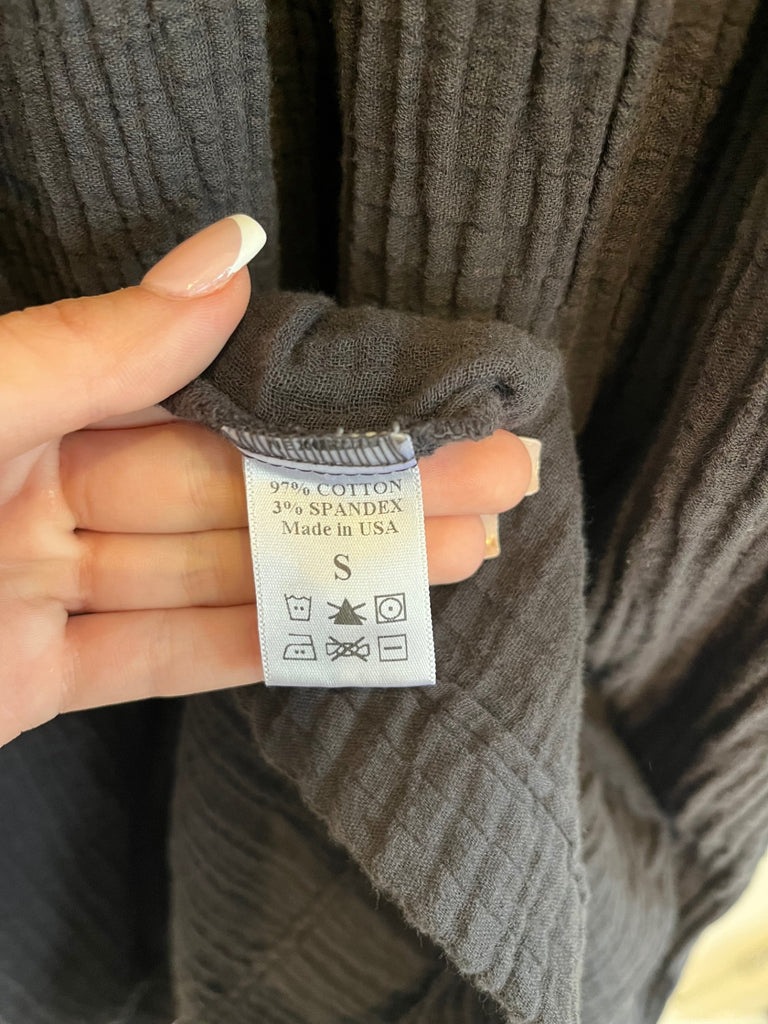 97% COTTON
3% SPANDEX
Made in USA
S